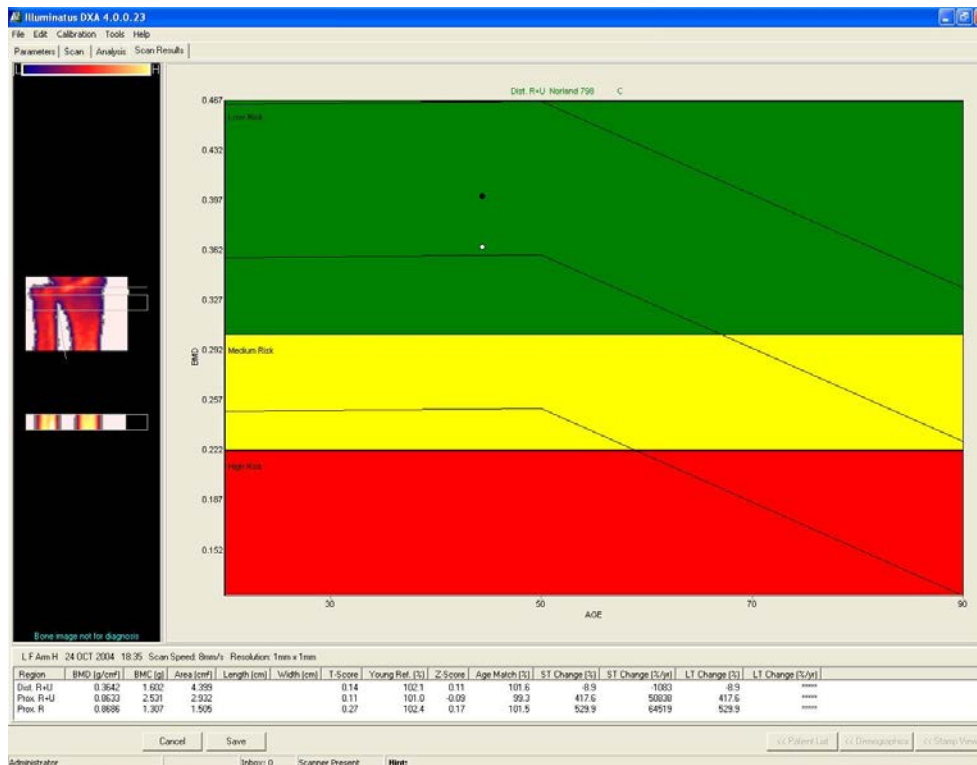 Illuminatus DXA 4.0.0.23
File Edit Calibration Tools Help
Parameters Scan Analysis Scan Results
L H
Dist. R+U Norland 798 C
0.467
Low Risk
0.432
0.397
0.362
0.327
BMD
0.292
Medium Risk
0.257
0.222
High Risk
0.187
0.152
30 50 70 90
AGE
Bone image not for diagnosis
L F Arm H 24 OCT 2004 18:35 Scan Speed: 8mm/s Resolution: 1mm x 1mm
Region BMD [g/cm²] BMC [g] Area [cm²] Length [cm] Width [cm] T-Score Young Ref. [%] Z-Score Age Match [%] ST Change [%] ST Change [%/yr] LT Change [%] LT Change [%/yr]
Dist. R+U 0.3642 1.602 4.399 0.14 102.1 0.11 101.6 -8.9 -1083 -8.9 *****
Prox. R+U 0.8633 2.531 2.932 0.11 101.0 -0.09 99.3 417.6 50838 417.6 *****
Prox. R 0.8686 1.307 1.505 0.27 102.4 0.17 101.5 529.9 64519 529.9 *****
Cancel Save << Patient List << Demographics << Stamp View
Administrator Inbox: 0 Scanner Present Hint: